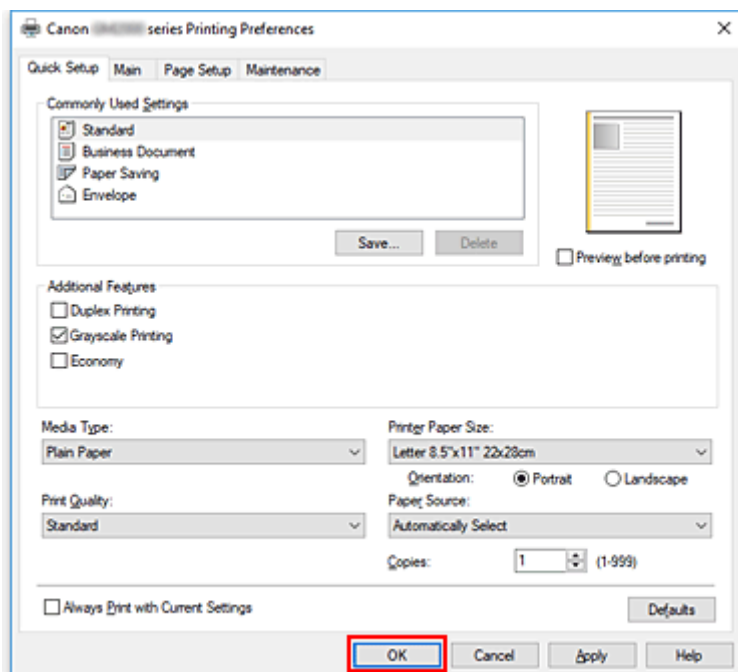 Canon series Printing Preferences
Quick Setup Main Page Setup Maintenance
Commonly Used Settings
Standard
Business Document
Paper Saving
Envelope
Save... Delete
Preview before printing
Additional Features
Duplex Printing
Grayscale Printing
Economy
Media Type:
Plain Paper
Printer Paper Size:
Letter 8.5"x11" 22x28cm
Orientation: Portrait Landscape
Print Quality:
Standard
Paper Source:
Automatically Select
Copies: 1 (1-999)
Always Print with Current Settings
Defaults
OK Cancel Apply Help